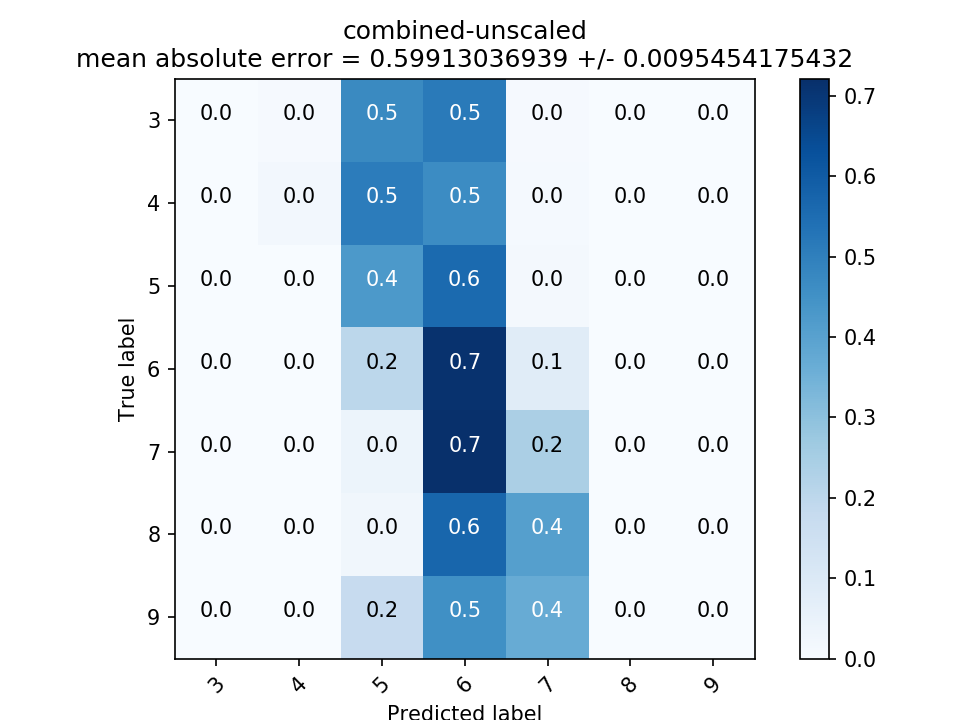 combined-unscaled
mean absolute error = 0.59913036939 +/- 0.0095454175432
3 0.0 0.0 0.5 0.5 0.0 0.0 0.0
4 0.0 0.0 0.5 0.5 0.0 0.0 0.0
5 0.0 0.0 0.4 0.6 0.0 0.0 0.0
6 0.0 0.0 0.2 0.7 0.1 0.0 0.0
7 0.0 0.0 0.0 0.7 0.2 0.0 0.0
8 0.0 0.0 0.0 0.6 0.4 0.0 0.0
9 0.0 0.0 0.2 0.5 0.4 0.0 0.0
True label
3 4 5 6 7 8 9
Predicted label
0.7
0.6
0.5
0.4
0.3
0.2
0.1
0.0